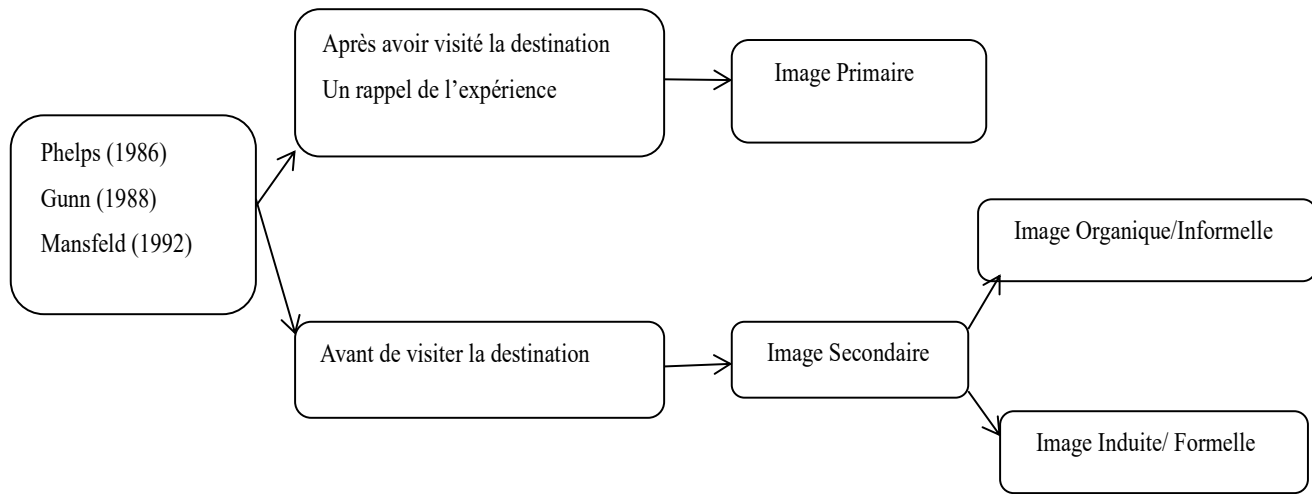 Après avoir visité la destination
Un rappel de l’expérience
Image Primaire
Phelps (1986)
Gunn (1988)
Mansfeld (1992)
Image Organique/Informelle
Avant de visiter la destination
Image Secondaire
Image Induite/ Formelle